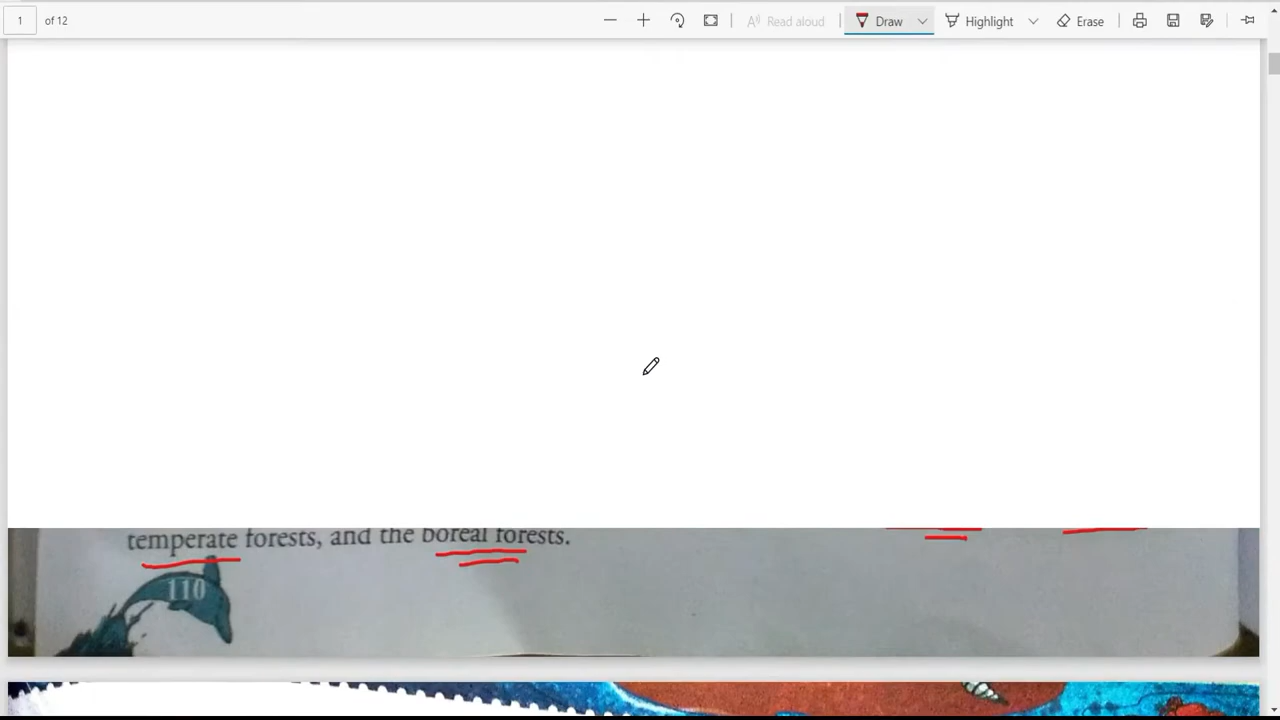 1 of 12 Read aloud Draw Highlight Erase
temperate forests, and the boreal forests.
110